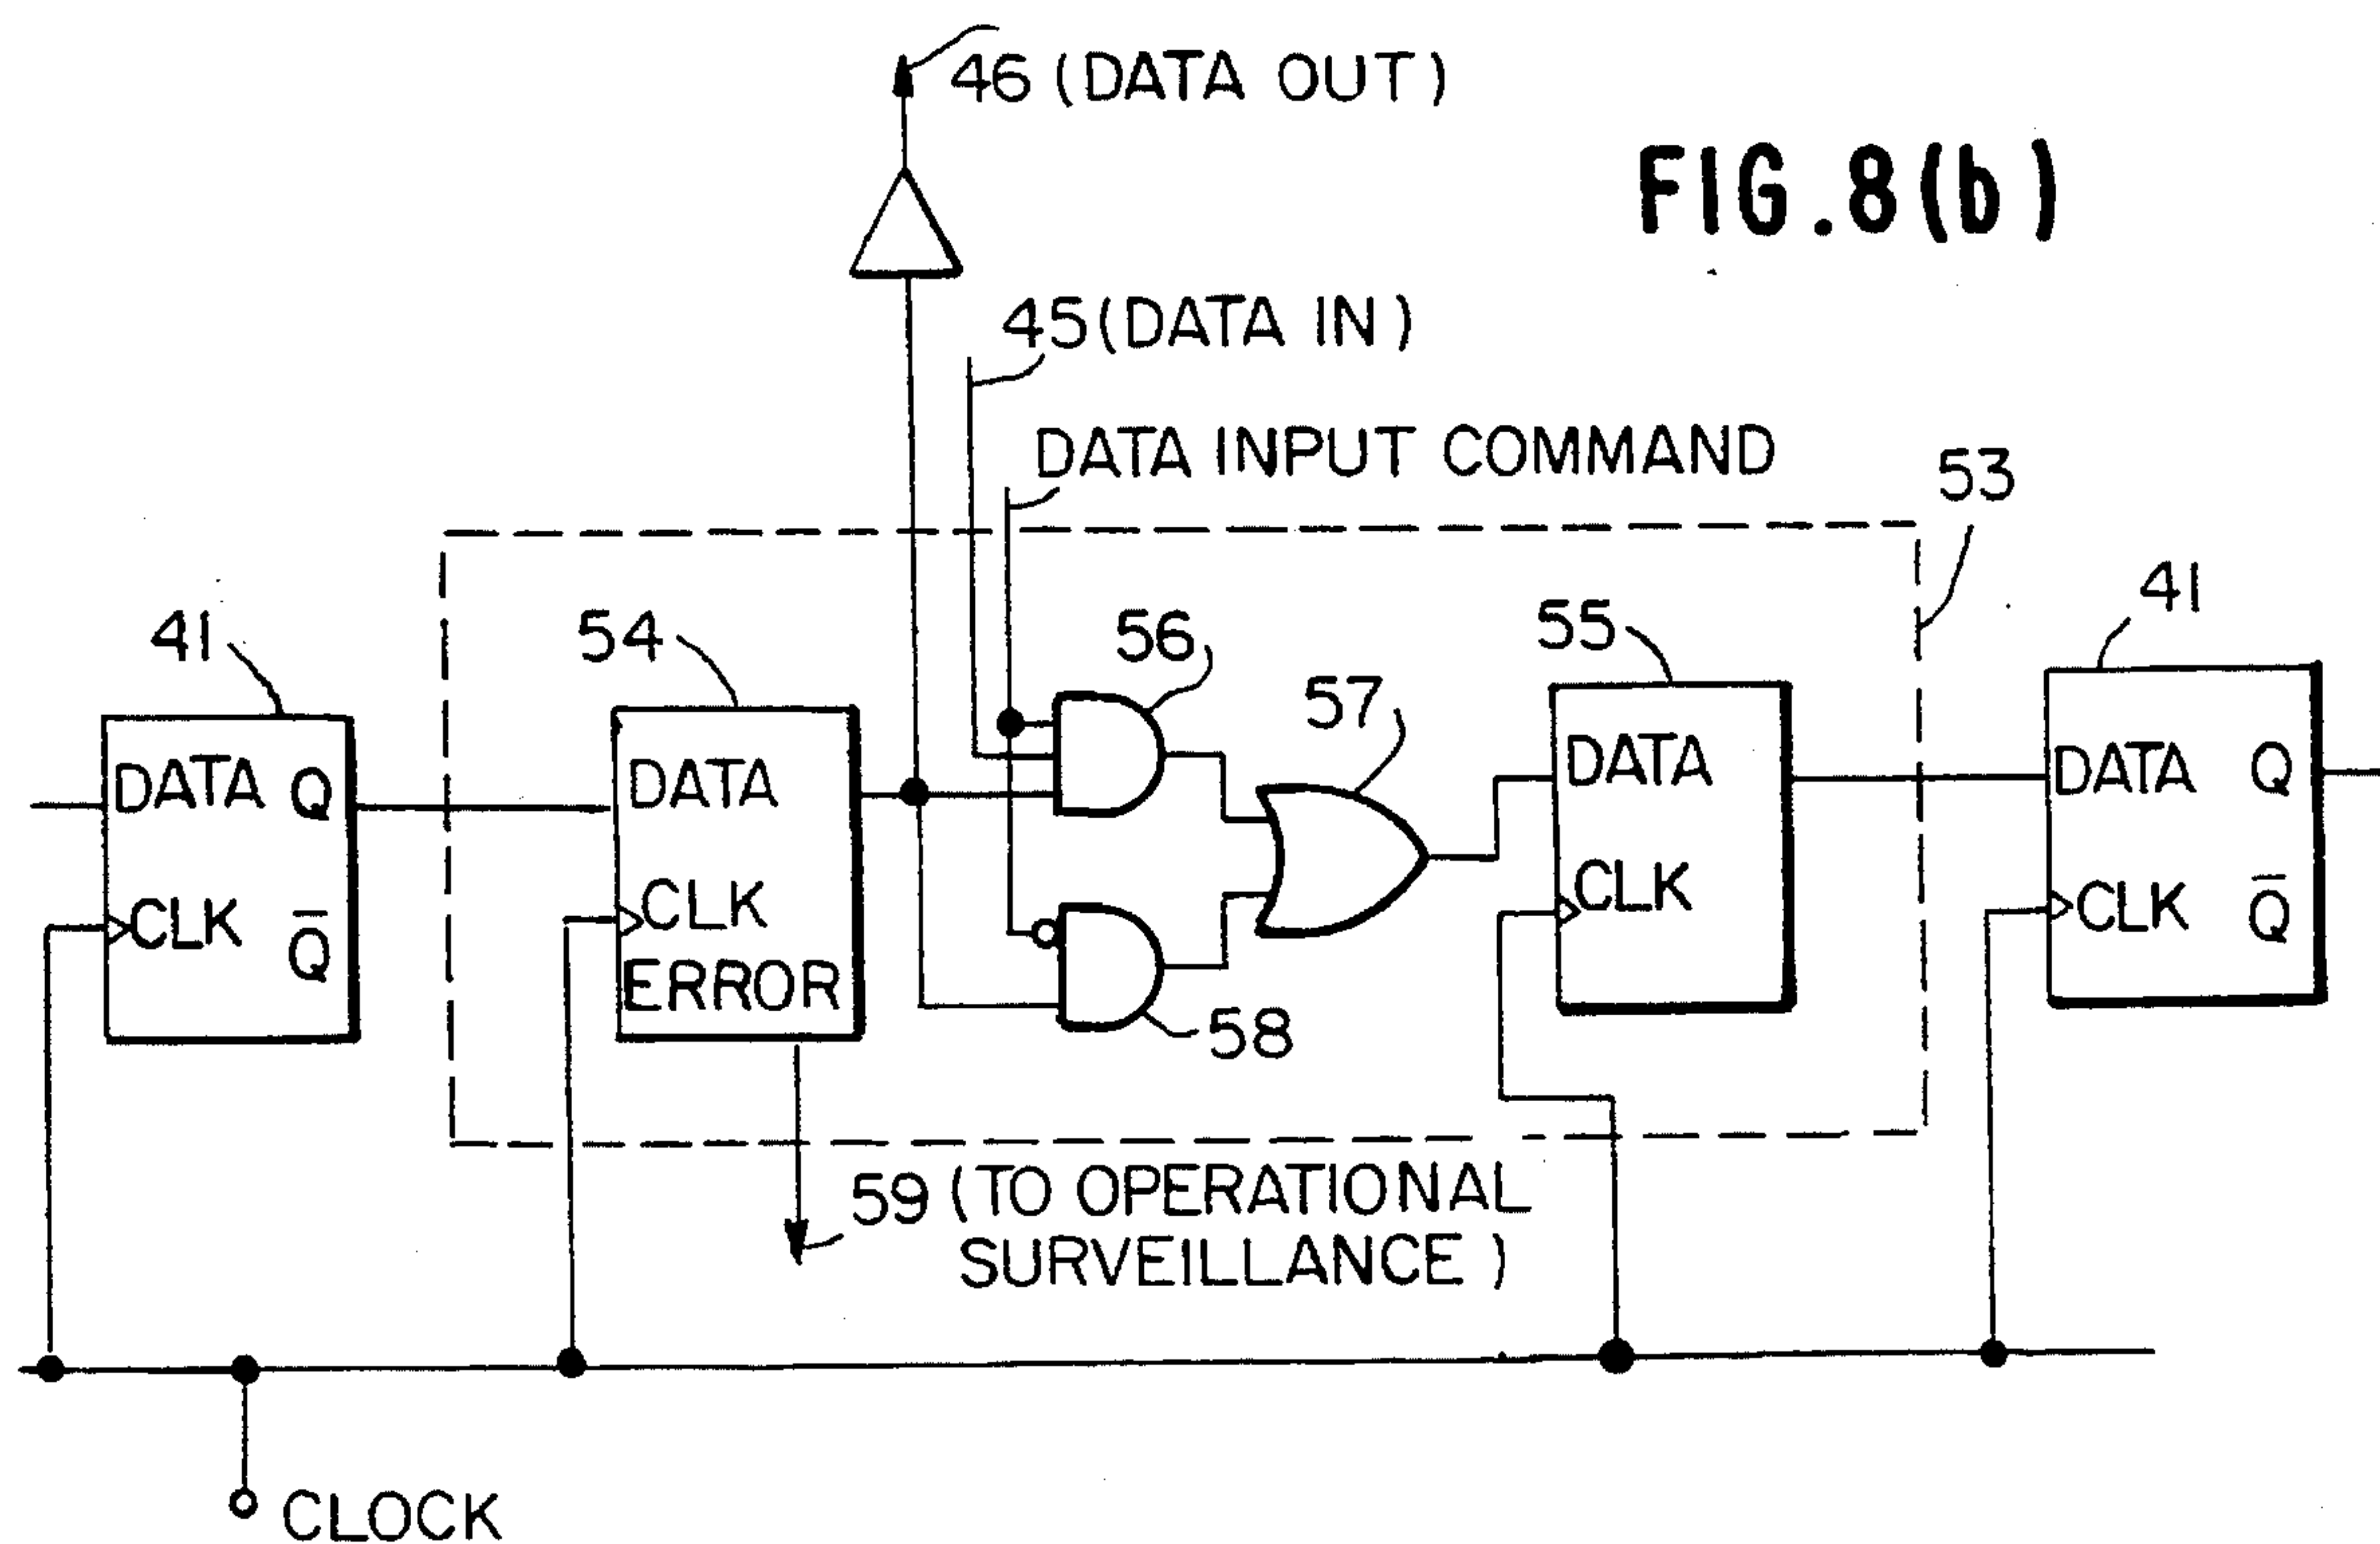 46 (DATA OUT)
FIG.8(b)
45(DATA IN)
DATA INPUT COMMAND
53
41
54
56
57
55
41
DATA Q
CLK Q̅
DATA
CLK
ERROR
DATA
CLK
DATA Q
CLK Q̅
58
59 (TO OPERATIONAL
SURVEILLANCE)
CLOCK